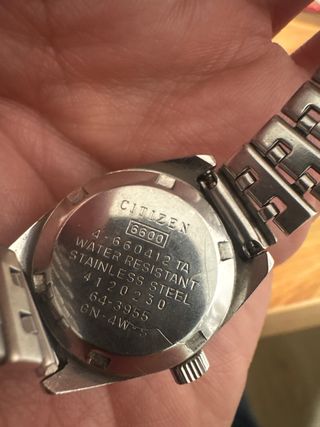 CITIZEN
6600
4-660412 TA
WATER RESISTANT
STAINLESS STEEL
4120230
64-3955
GN-4W-S